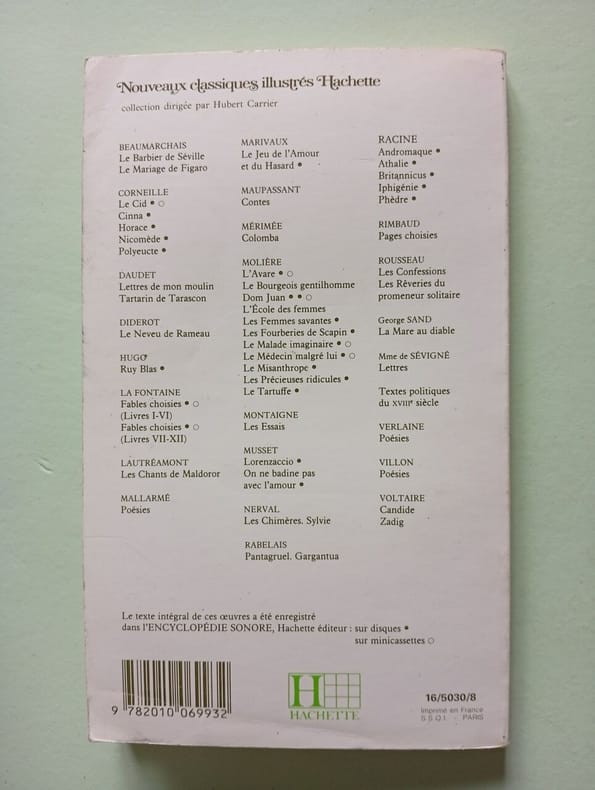 Nouveaux classiques illustrés Hachette
collection dirigée par Hubert Carrier
BEAUMARCHAIS
Le Barbier de Séville
Le Mariage de Figaro
CORNEILLE
Le Cid • ○
Cinna •
Horace •
Nicomède •
Polyeucte •
DAUDET
Lettres de mon moulin
Tartarin de Tarascon
DIDEROT
Le Neveu de Rameau
HUGO
Ruy Blas •
LA FONTAINE
Fables choisies • ○
(Livres I-VI)
Fables choisies • ○
(Livres VII-XII)
LAUTRÉAMONT
Les Chants de Maldoror
MALLARMÉ
Poésies
MARIVAUX
Le Jeu de l'Amour
et du Hasard •
MAUPASSANT
Contes
MÉRIMÉE
Colomba
MOLIÈRE
L'Avare • ○
Le Bourgeois gentilhomme
Dom Juan • • ○
L'École des femmes
Les Femmes savantes •
Les Fourberies de Scapin •
Le Malade imaginaire • ○
Le Médecin malgré lui • ○
Le Misanthrope •
Les Précieuses ridicules •
Le Tartuffe •
MONTAIGNE
Les Essais
MUSSET
Lorenzaccio •
On ne badine pas
avec l'amour •
NERVAL
Les Chimères. Sylvie
RABELAIS
Pantagruel. Gargantua
RACINE
Andromaque •
Athalie •
Britannicus •
Iphigénie •
Phèdre •
RIMBAUD
Pages choisies
ROUSSEAU
Les Confessions
Les Rêveries du
promeneur solitaire
George SAND
La Mare au diable
Mme de SÉVIGNÉ
Lettres
Textes politiques
du XVIIIe siècle
VERLAINE
Poésies
VILLON
Poésies
VOLTAIRE
Candide
Zadig
Le texte intégral de ces œuvres a été enregistré
dans l'ENCYCLOPÉDIE SONORE, Hachette éditeur : sur disques •
sur minicassettes ○
9 782010 069932
H
HACHETTE
16/5030/8
Imprimé en France
S.S.Q.I. - PARIS